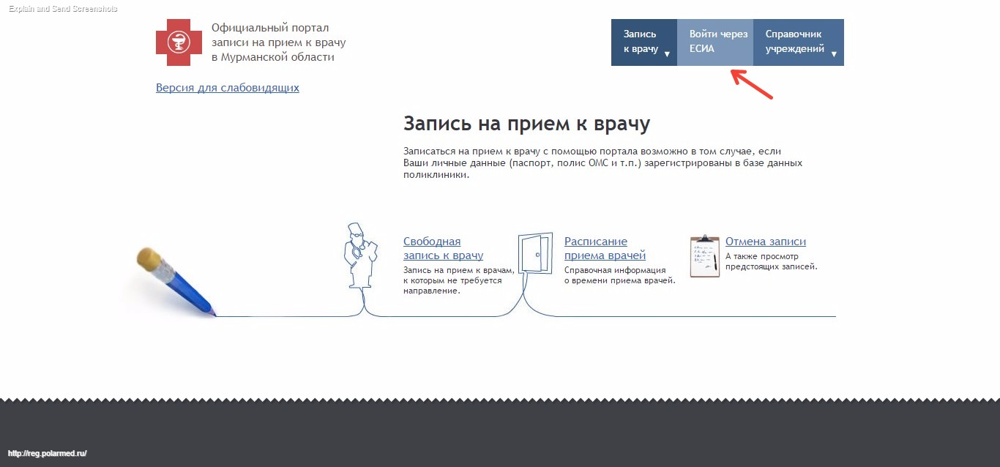 Explain and Send Screenshots
Официальный портал
записи на прием к врачу
в Мурманской области
Запись
к врачу
Войти через
ЕСИА
Справочник
учреждений
Версия для слабовидящих
Запись на прием к врачу
Записаться на прием к врачу с помощью портала возможно в том случае, если
Ваши личные данные (паспорт, полис ОМС и т.п.) зарегистрированы в базе данных
поликлиники.
Свободная
запись к врачу
Запись на прием к врачам,
к которым не требуется
направление.
Расписание
приема врачей
Справочная информация
о времени приема врачей.
Отмена записи
А также просмотр
предстоящих записей.
http://reg.polarmed.ru/